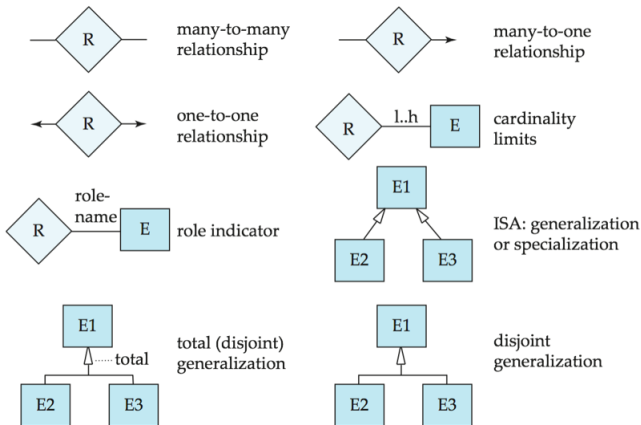 R
many-to-many
relationship
R
many-to-one
relationship
R
one-to-one
relationship
R
l..h
E
cardinality
limits
R
role-
name
E
role indicator
E1
E2
E3
ISA: generalization
or specialization
E1
total
E2
E3
total (disjoint)
generalization
E1
E2
E3
disjoint
generalization